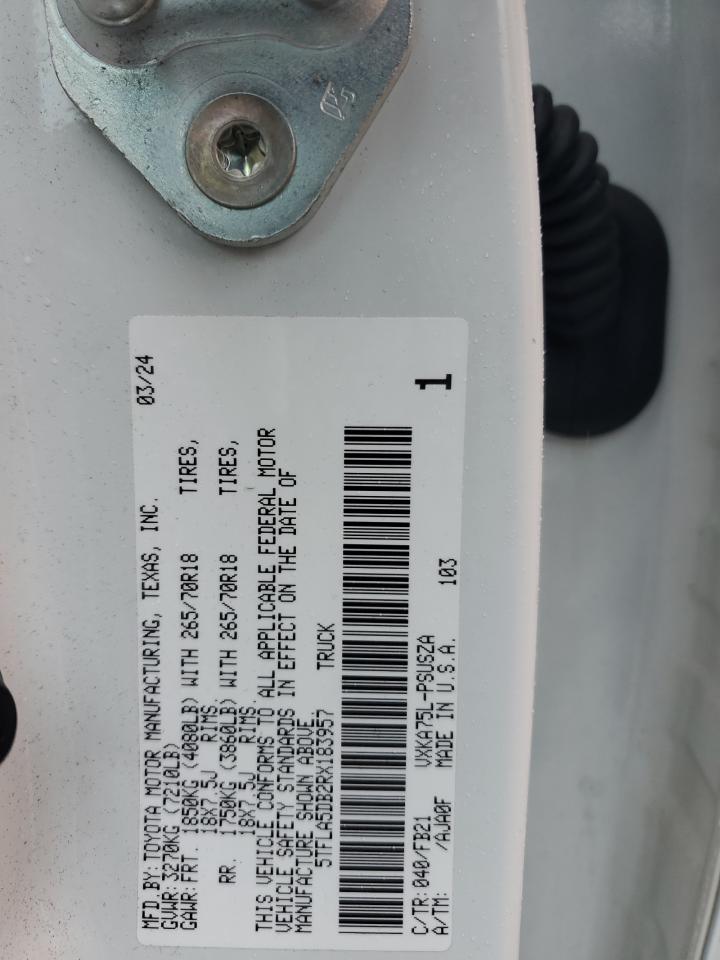 MFD.BY:TOYOTA MOTOR MANUFACTURING, TEXAS, INC. 03/24
GVWR:3270KG (7210LB)
GAWR:FRT. 1850KG (4080LB) WITH 265/70R18 TIRES,
18X7.5J RIMS.
RR. 1750KG (3860LB) WITH 265/70R18 TIRES,
18X7.5J RIMS.
THIS VEHICLE CONFORMS TO ALL APPLICABLE FEDERAL MOTOR
VEHICLE SAFETY STANDARDS IN EFFECT ON THE DATE OF
MANUFACTURE SHOWN ABOVE
5TFLA5DB2RX183957 TRUCK
C/TR:040/FB21 VXKA75L-PSUSZA 1
A/TM: /AJA0F MADE IN U.S.A. 103